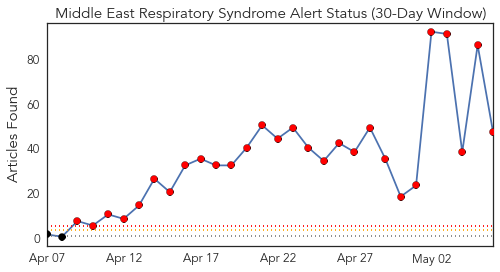 Middle East Respiratory Syndrome Alert Status (30-Day Window)
Articles Found
80
60
40
20
0
Apr 07 Apr 12 Apr 17 Apr 22 Apr 27 May 02